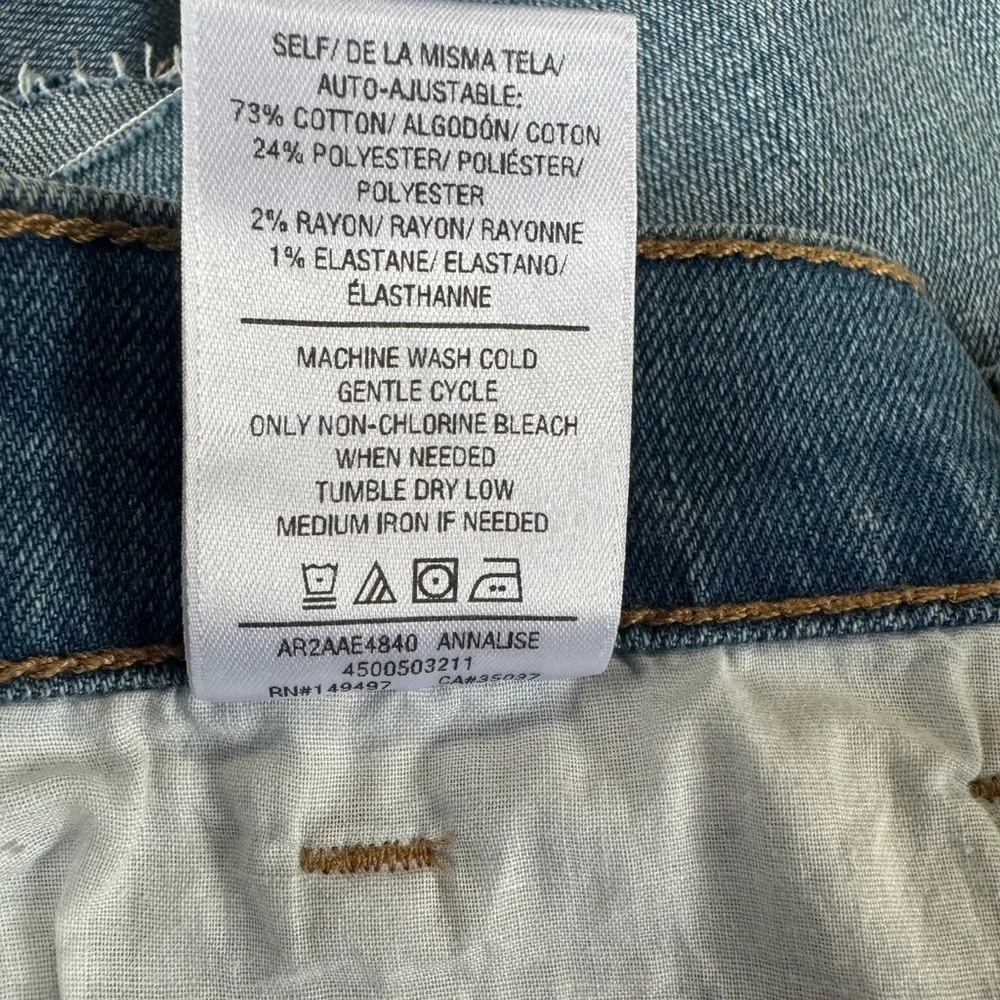 SELF/ DE LA MISMA TELA/
AUTO-AJUSTABLE:
73% COTTON/ ALGODÓN/ COTON
24% POLYESTER/ POLIÉSTER/
POLYESTER
2% RAYON/ RAYON/ RAYONNE
1% ELASTANE/ ELASTANO/
ÉLASTHANNE
MACHINE WASH COLD
GENTLE CYCLE
ONLY NON-CHLORINE BLEACH
WHEN NEEDED
TUMBLE DRY LOW
MEDIUM IRON IF NEEDED
AR2AAE4840 ANNALISE
4500503211
RN#149497 CA#35037